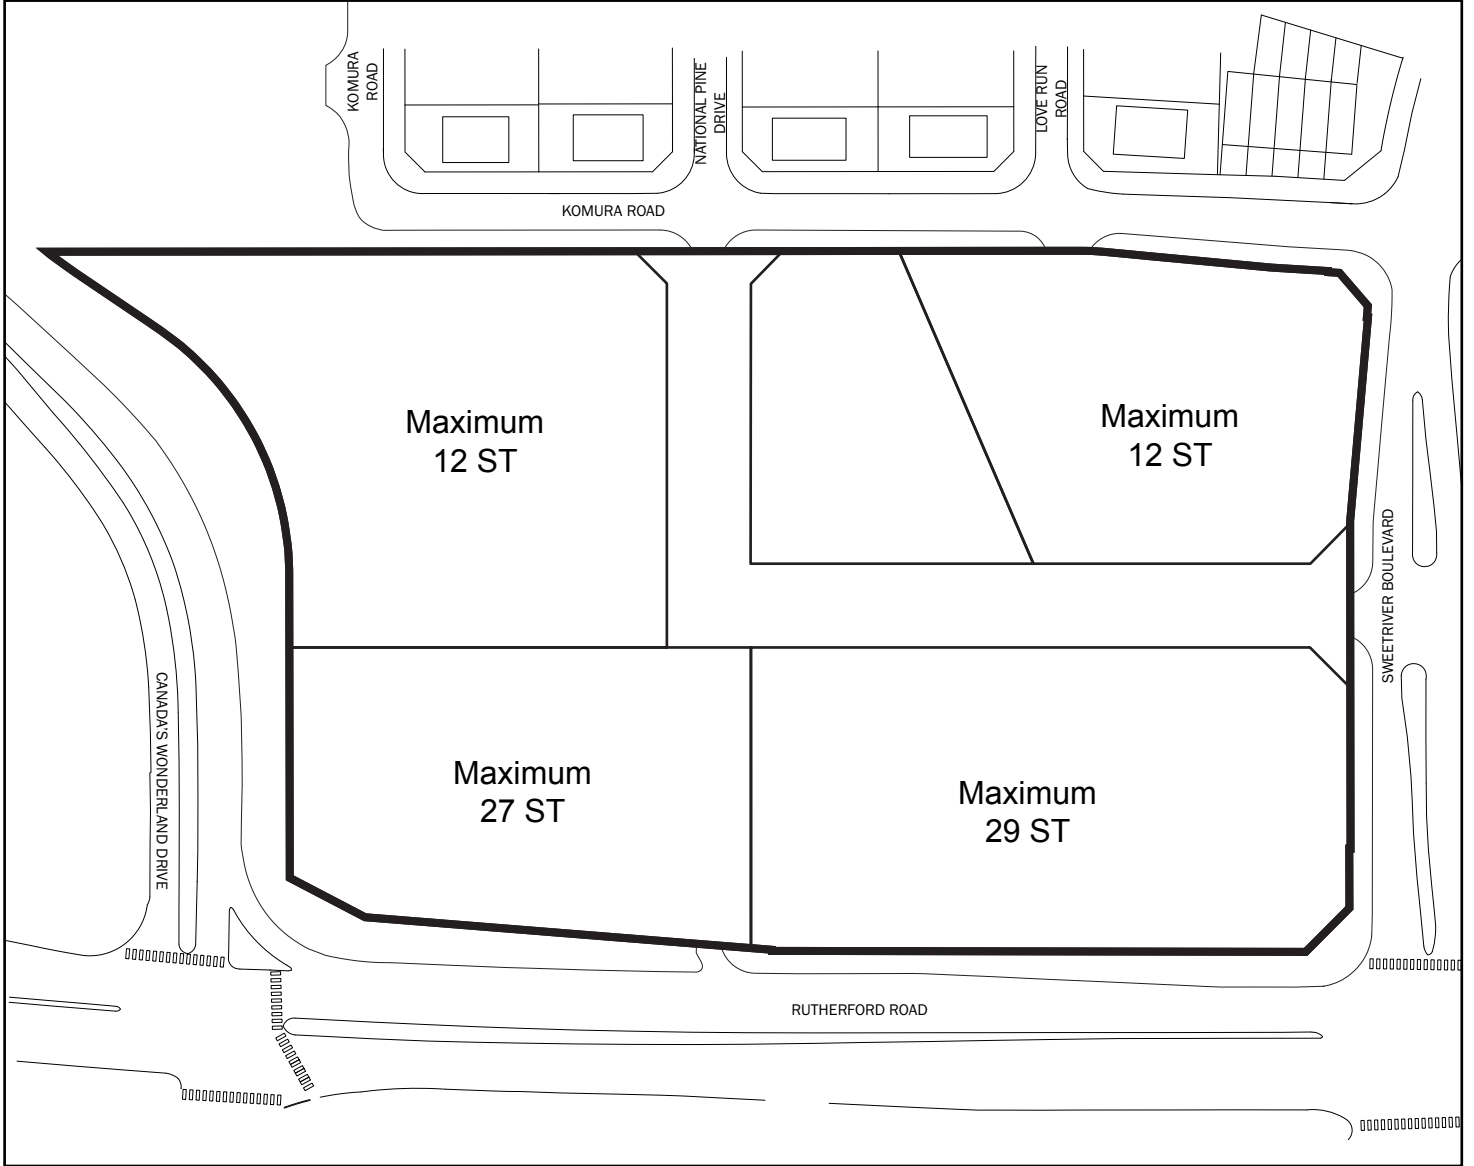 KOMURA
ROAD
NATIONAL PINE
DRIVE
LOVE RUN
ROAD
KOMURA ROAD
Maximum
12 ST
Maximum
12 ST
SWEETRIVER BOULEVARD
CANADA'S WONDERLAND DRIVE
Maximum
27 ST
Maximum
29 ST
RUTHERFORD ROAD